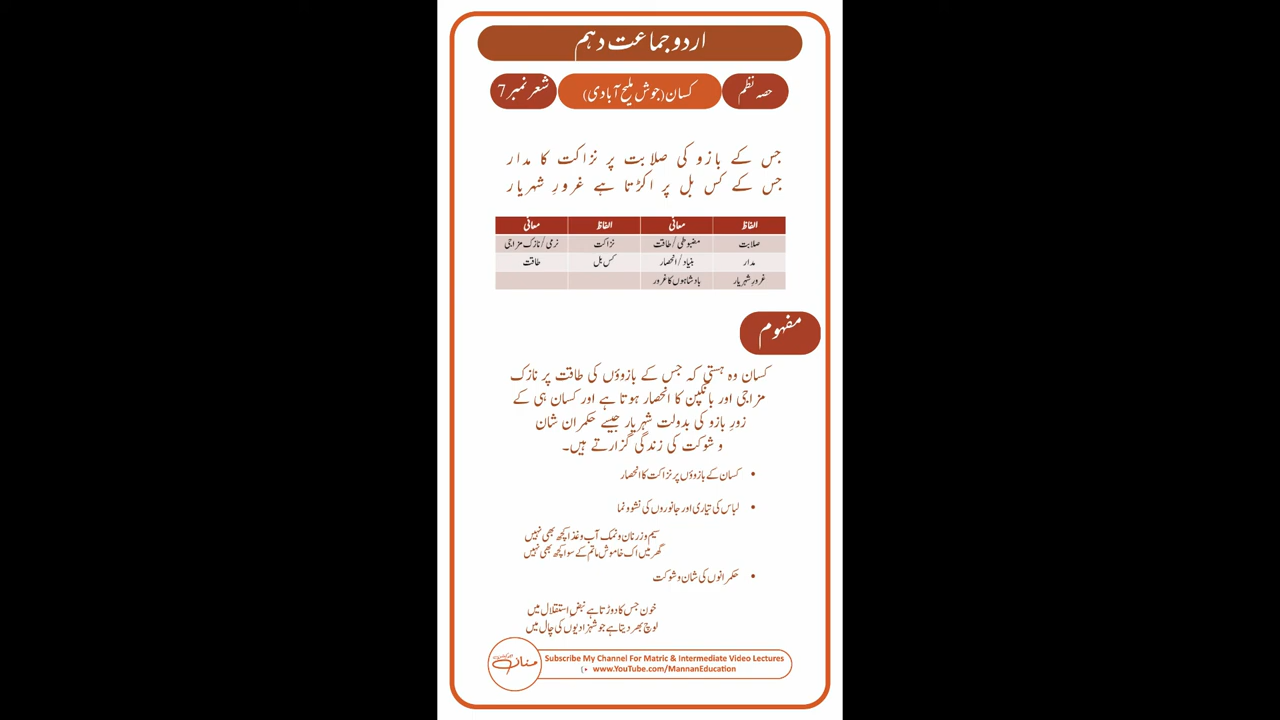 اردو جماعت دہم
حصہ نظم
کسان (جوش ملیح آبادی)
شعر نمبر 7
جس کے بازو کی صلابت پر نزاکت کا مدار
جس کے کس بل پر اکڑتا ہے غرورِ شہریار
الفاظ معانی الفاظ معانی
صلابت مضبوطی/طاقت نزاکت نرمی/نازک مزاجی
مدار بنیاد/انحصار کس بل طاقت
غرورِ شہریار بادشاہوں کا غرور
مفہوم
کسان وہ ہستی کہ جس کے بازوؤں کی طاقت پر نازک
مزاجی اور بانکپن کا انحصار ہوتا ہے اور کسان ہی کے
زورِ بازو کی بدولت شہریار جیسے حکمران شان
و شوکت کی زندگی گزارتے ہیں۔
• کسان کے بازوؤں پر نزاکت کا انحصار
• لباس کی تیاری اور جانوروں کی نشوونما
سیم و زر نان و نمک آب و غذا کچھ بھی نہیں
گھر میں اک خاموش ماتم کے سوا کچھ بھی نہیں
• حکمرانوں کی شان و شوکت
خون جس کا دوڑتا ہے نبضِ استقلال میں
لوچ بھر دیتا ہے جو شہزادیوں کی چال میں
منان
Subscribe My Channel For Matric & Intermediate Video Lectures
www.YouTube.com/MannanEducation